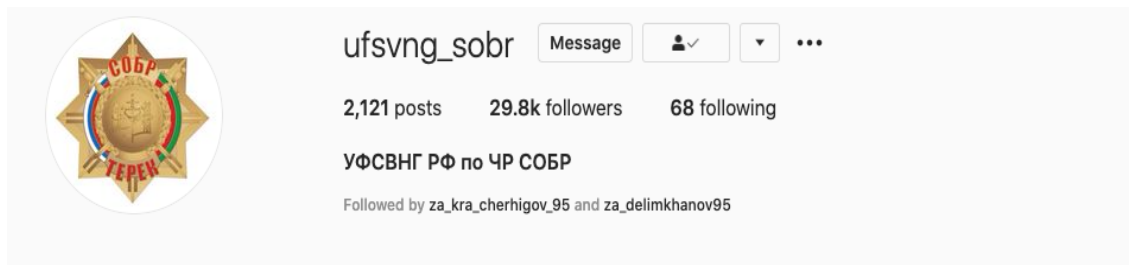 СОБР
ТЕРЕК
ufsvng_sobr Message
2,121 posts 29.8k followers 68 following
УФСВНГ РФ по ЧР СОБР
Followed by za_kra_cherhigov_95 and za_delimkhanov95